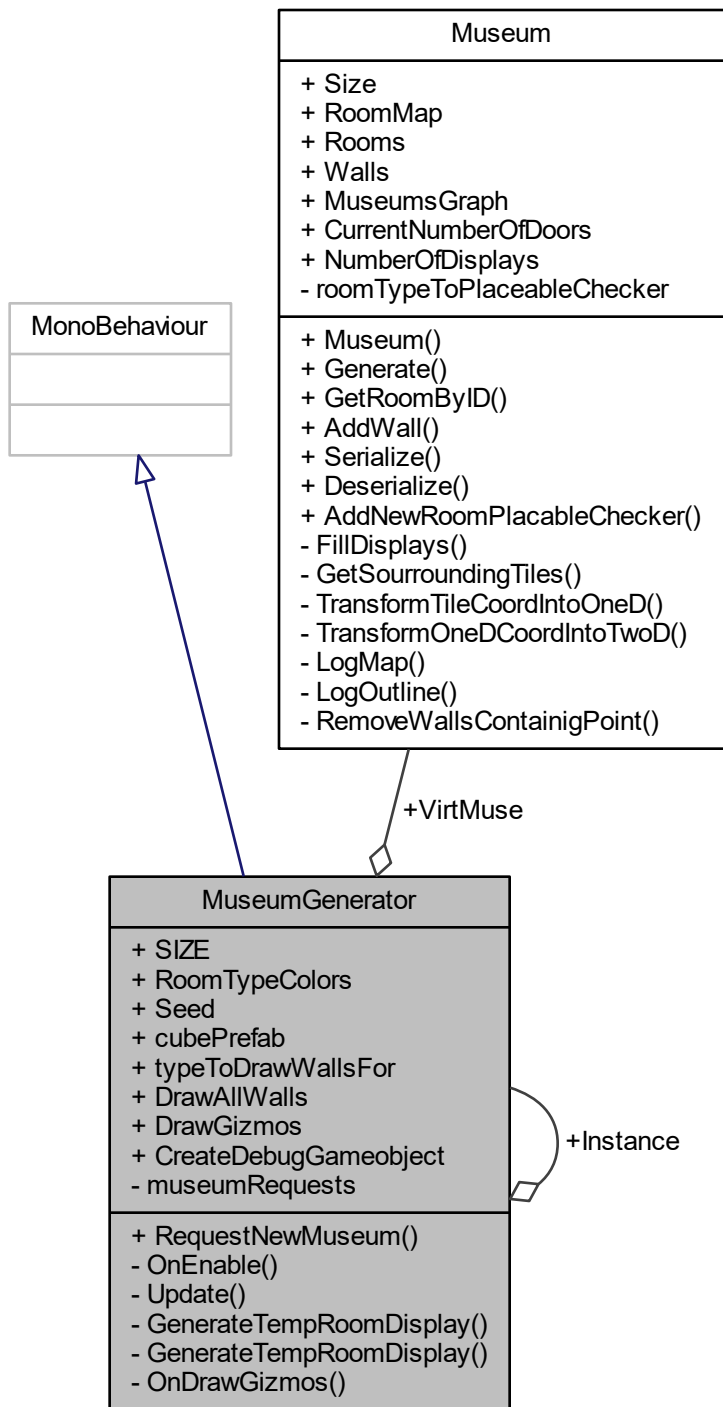 Museum
+ Size
+ RoomMap
+ Rooms
+ Walls
+ MuseumsGraph
+ CurrentNumberOfDoors
+ NumberOfDisplays
- roomTypeToPlaceableChecker
+ Museum()
+ Generate()
+ GetRoomByID()
+ AddWall()
+ Serialize()
+ Deserialize()
+ AddNewRoomPlacableChecker()
- FillDisplays()
- GetSourroundingTiles()
- TransformTileCoordIntoOneD()
- TransformOneDCoordIntoTwoD()
- LogMap()
- LogOutline()
- RemoveWallsContainigPoint()
MonoBehaviour
+VirtMuse
MuseumGenerator
+ SIZE
+ RoomTypeColors
+ Seed
+ cubePrefab
+ typeToDrawWallsFor
+ DrawAllWalls
+ DrawGizmos
+ CreateDebugGameobject
- museumRequests
+ RequestNewMuseum()
- OnEnable()
- Update()
- GenerateTempRoomDisplay()
- GenerateTempRoomDisplay()
- OnDrawGizmos()
+Instance